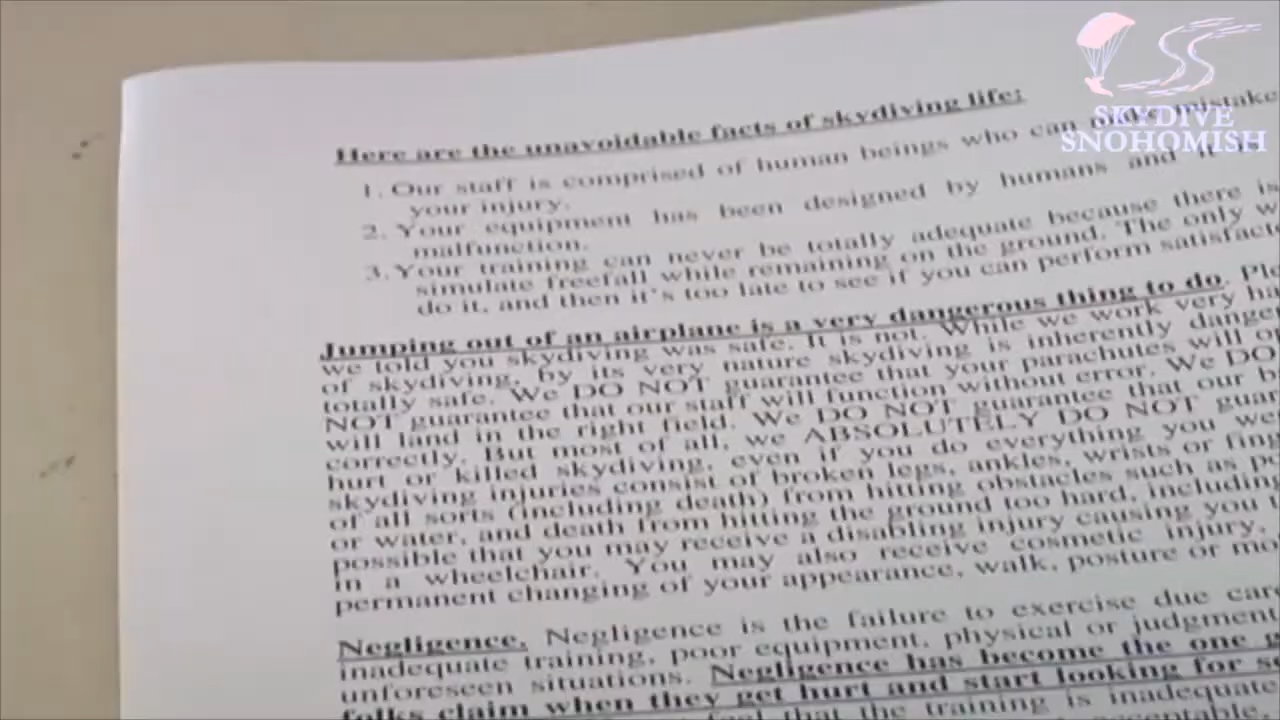 SKYDIVE
SNOHOMISH
Here are the unavoidable facts of skydiving life:
1. Our staff is comprised of human beings who can make mistake
your injury.
2. Your equipment has been designed by humans and it
malfunction.
3. Your training can never be totally adequate because there is
simulate freefall while remaining on the ground. The only w
do it, and then it's too late to see if you can perform satisfacto
Jumping out of an airplane is a very dangerous thing to do. Ple
we told you skydiving was safe. It is not. While we work very ha
of skydiving, by its very nature skydiving is inherently danger
totally safe. We DO NOT guarantee that your parachutes will o
NOT guarantee that our staff will function without error. We DO
will land in the right field. We DO NOT guarantee that our b
correctly. But most of all, we ABSOLUTELY DO NOT guar
hurt or killed skydiving, even if you do everything you we
skydiving injuries consist of broken legs, ankles, wrists or fing
of all sorts (including death) from hitting obstacles such as po
or water, and death from hitting the ground too hard, including
possible that you may receive a disabling injury causing you
in a wheelchair. You may also receive cosmetic injury,
permanent changing of your appearance, walk, posture or mo
Negligence. Negligence is the failure to exercise due care
inadequate training, poor equipment, physical or judgment
unforeseen situations. Negligence has become the one
folks claim when they get hurt and start looking for
feel that the training is inadequate